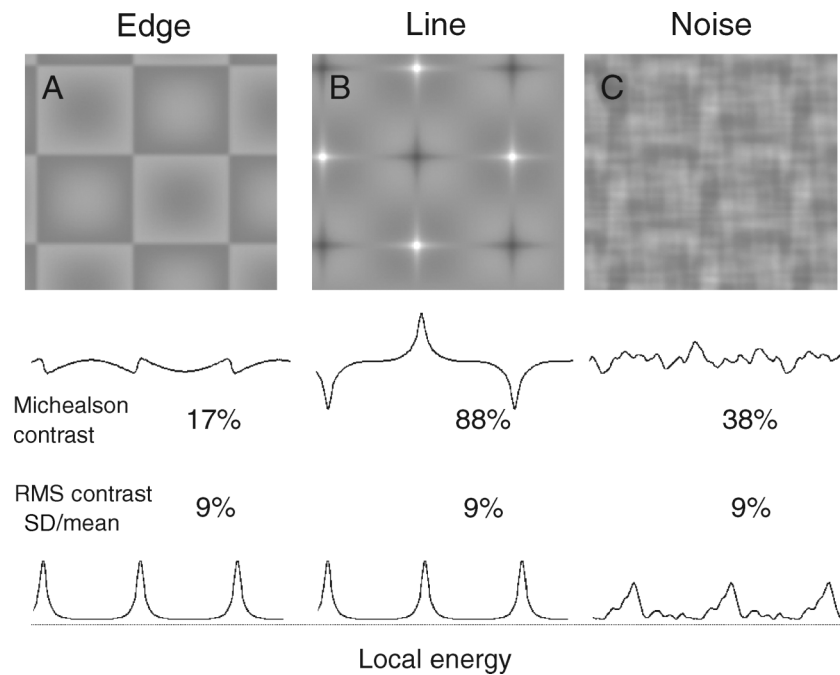 Edge Line Noise
A B C
Michealson
contrast 17% 88% 38%
RMS contrast
SD/mean 9% 9% 9%
Local energy